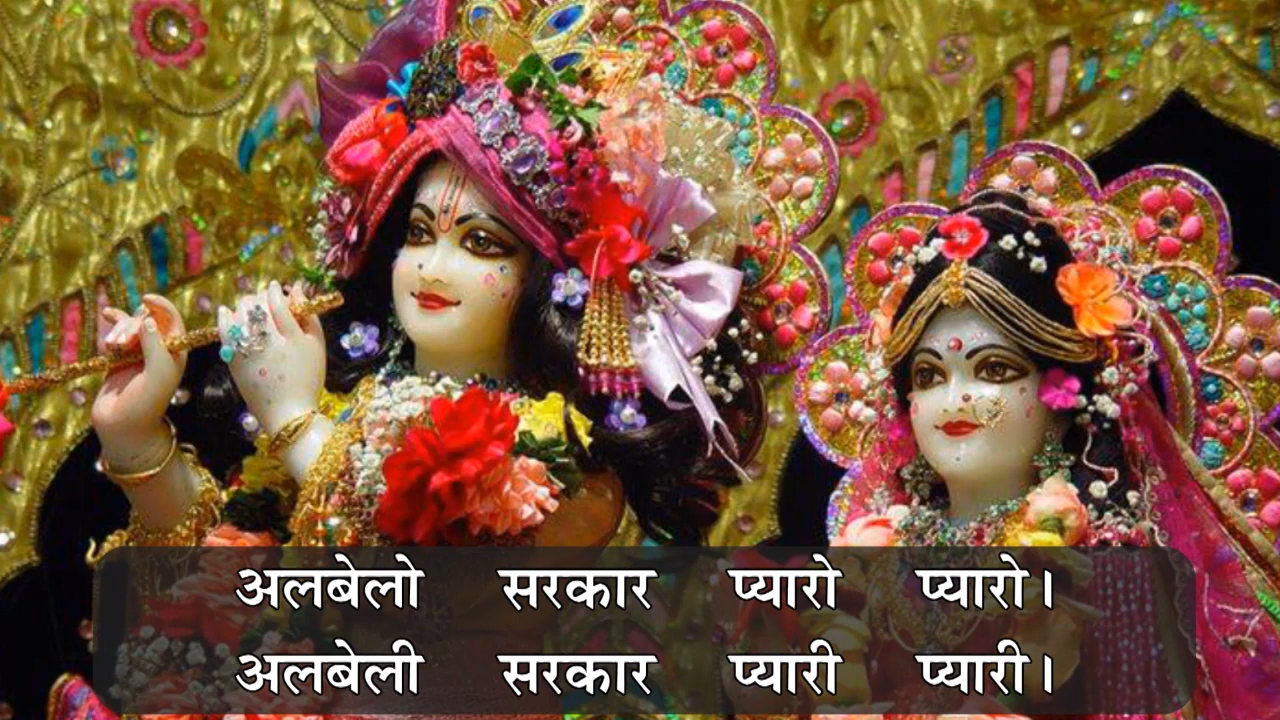 अलबेलो सरकार प्यारो प्यारो।
अलबेली सरकार प्यारी प्यारी।